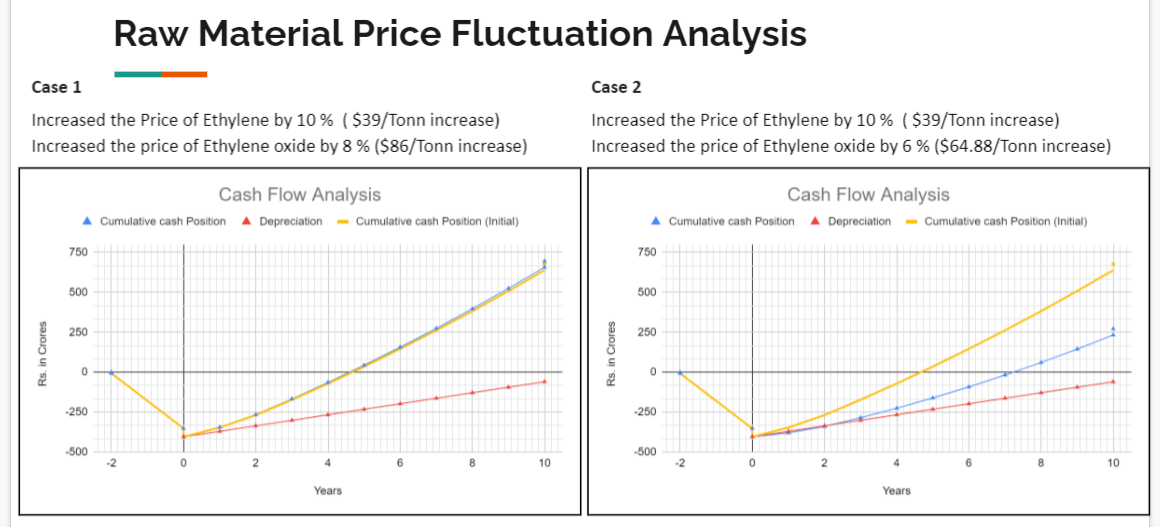 Raw Material Price Fluctuation Analysis
Case 1
Increased the Price of Ethylene by 10 % ( $39/Tonn increase)
Increased the price of Ethylene oxide by 8 % ($86/Tonn increase)
Cash Flow Analysis
Cumulative cash Position Depreciation Cumulative cash Position (Initial)
750
500
250
0
-250
-500
Rs. in Crores
-2 0 2 4 6 8 10
Years
Case 2
Increased the Price of Ethylene by 10 % ( $39/Tonn increase)
Increased the price of Ethylene oxide by 6 % ($64.88/Tonn increase)
Cash Flow Analysis
Cumulative cash Position Depreciation Cumulative cash Position (Initial)
750
500
250
0
-250
-500
Rs. in Crores
-2 0 2 4 6 8 10
Years